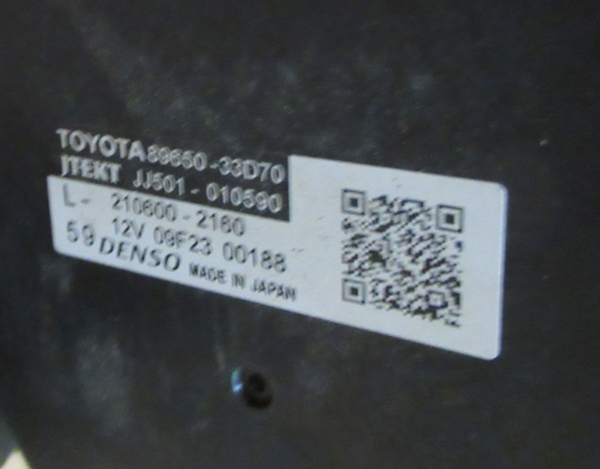 TOYOTA 89650-33D70
JTEKT JJ501-010590
L- 210600-2160
12V 09F23 00188
59 DENSO MADE IN JAPAN